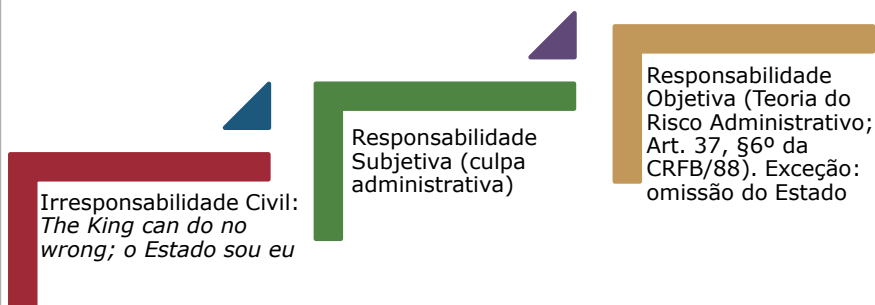 Irresponsabilidade Civil:
The King can do no
wrong; o Estado sou eu
Responsabilidade
Subjetiva (culpa
administrativa)
Responsabilidade
Objetiva (Teoria do
Risco Administrativo;
Art. 37, §6º da
CRFB/88). Exceção:
omissão do Estado